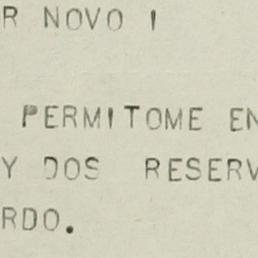 R NOVO I
PERMITOME EN
Y DOS RESERV
RDO.